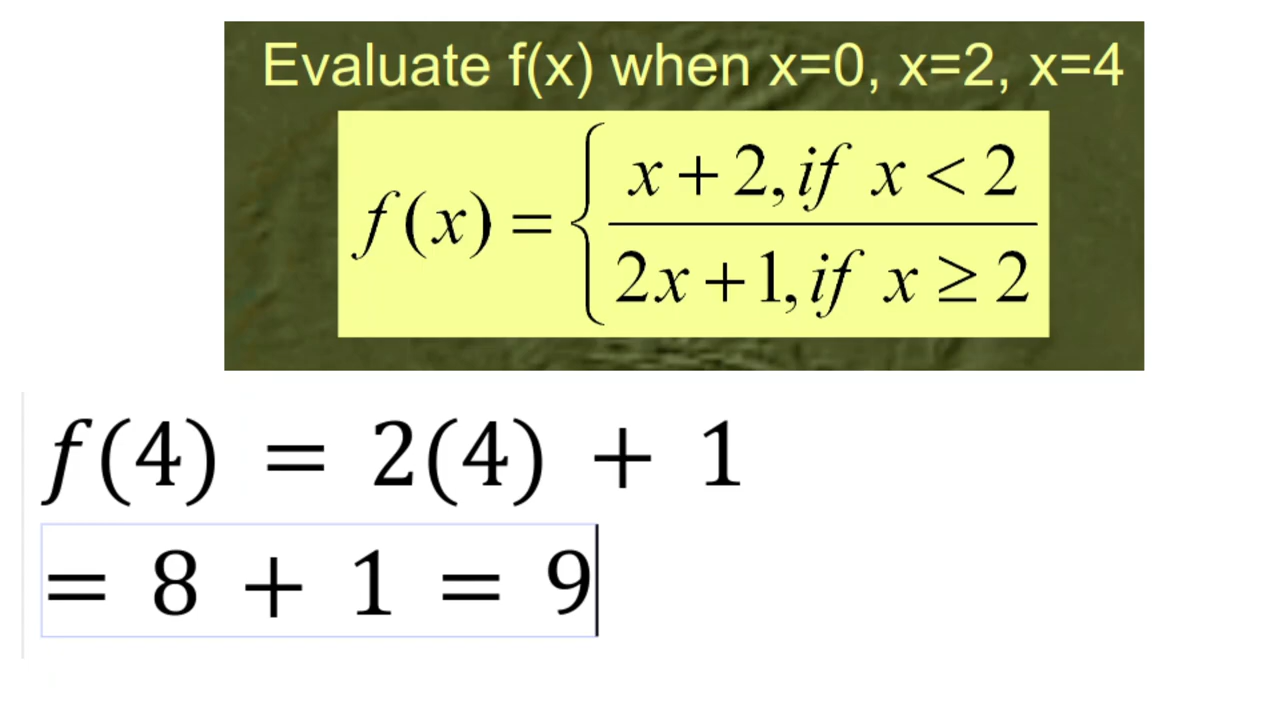 Evaluate f(x) when x=0, x=2, x=4
f(x) = { x + 2, if x < 2
2x + 1, if x ≥ 2
f(4) = 2(4) + 1
= 8 + 1 = 9